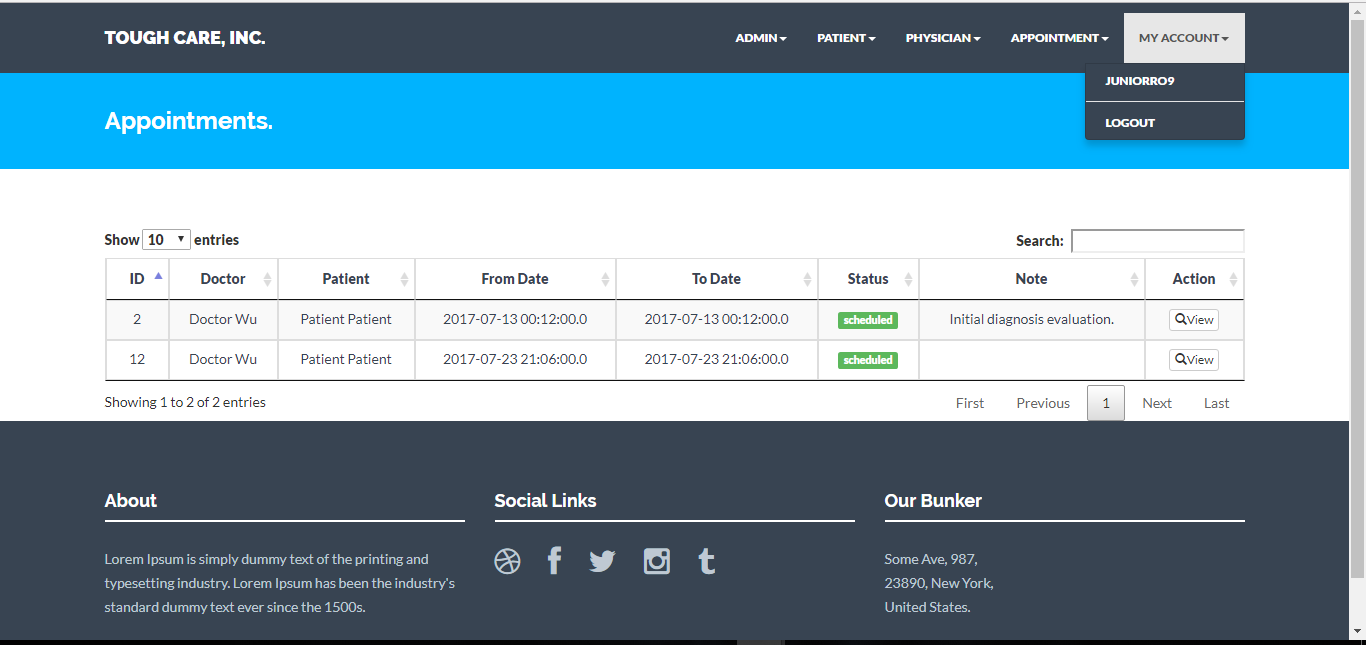 TOUGH CARE, INC. ADMIN PATIENT PHYSICIAN APPOINTMENT MY ACCOUNT
JUNIORRO9
LOGOUT
Appointments.
Show 10 entries Search:
ID Doctor Patient From Date To Date Status Note Action
2 Doctor Wu Patient Patient 2017-07-13 00:12:00.0 2017-07-13 00:12:00.0 scheduled Initial diagnosis evaluation. View
12 Doctor Wu Patient Patient 2017-07-23 21:06:00.0 2017-07-23 21:06:00.0 scheduled View
Showing 1 to 2 of 2 entries First Previous 1 Next Last
About
Lorem Ipsum is simply dummy text of the printing and
typesetting industry. Lorem Ipsum has been the industry's
standard dummy text ever since the 1500s.
Social Links
Our Bunker
Some Ave, 987,
23890, New York,
United States.